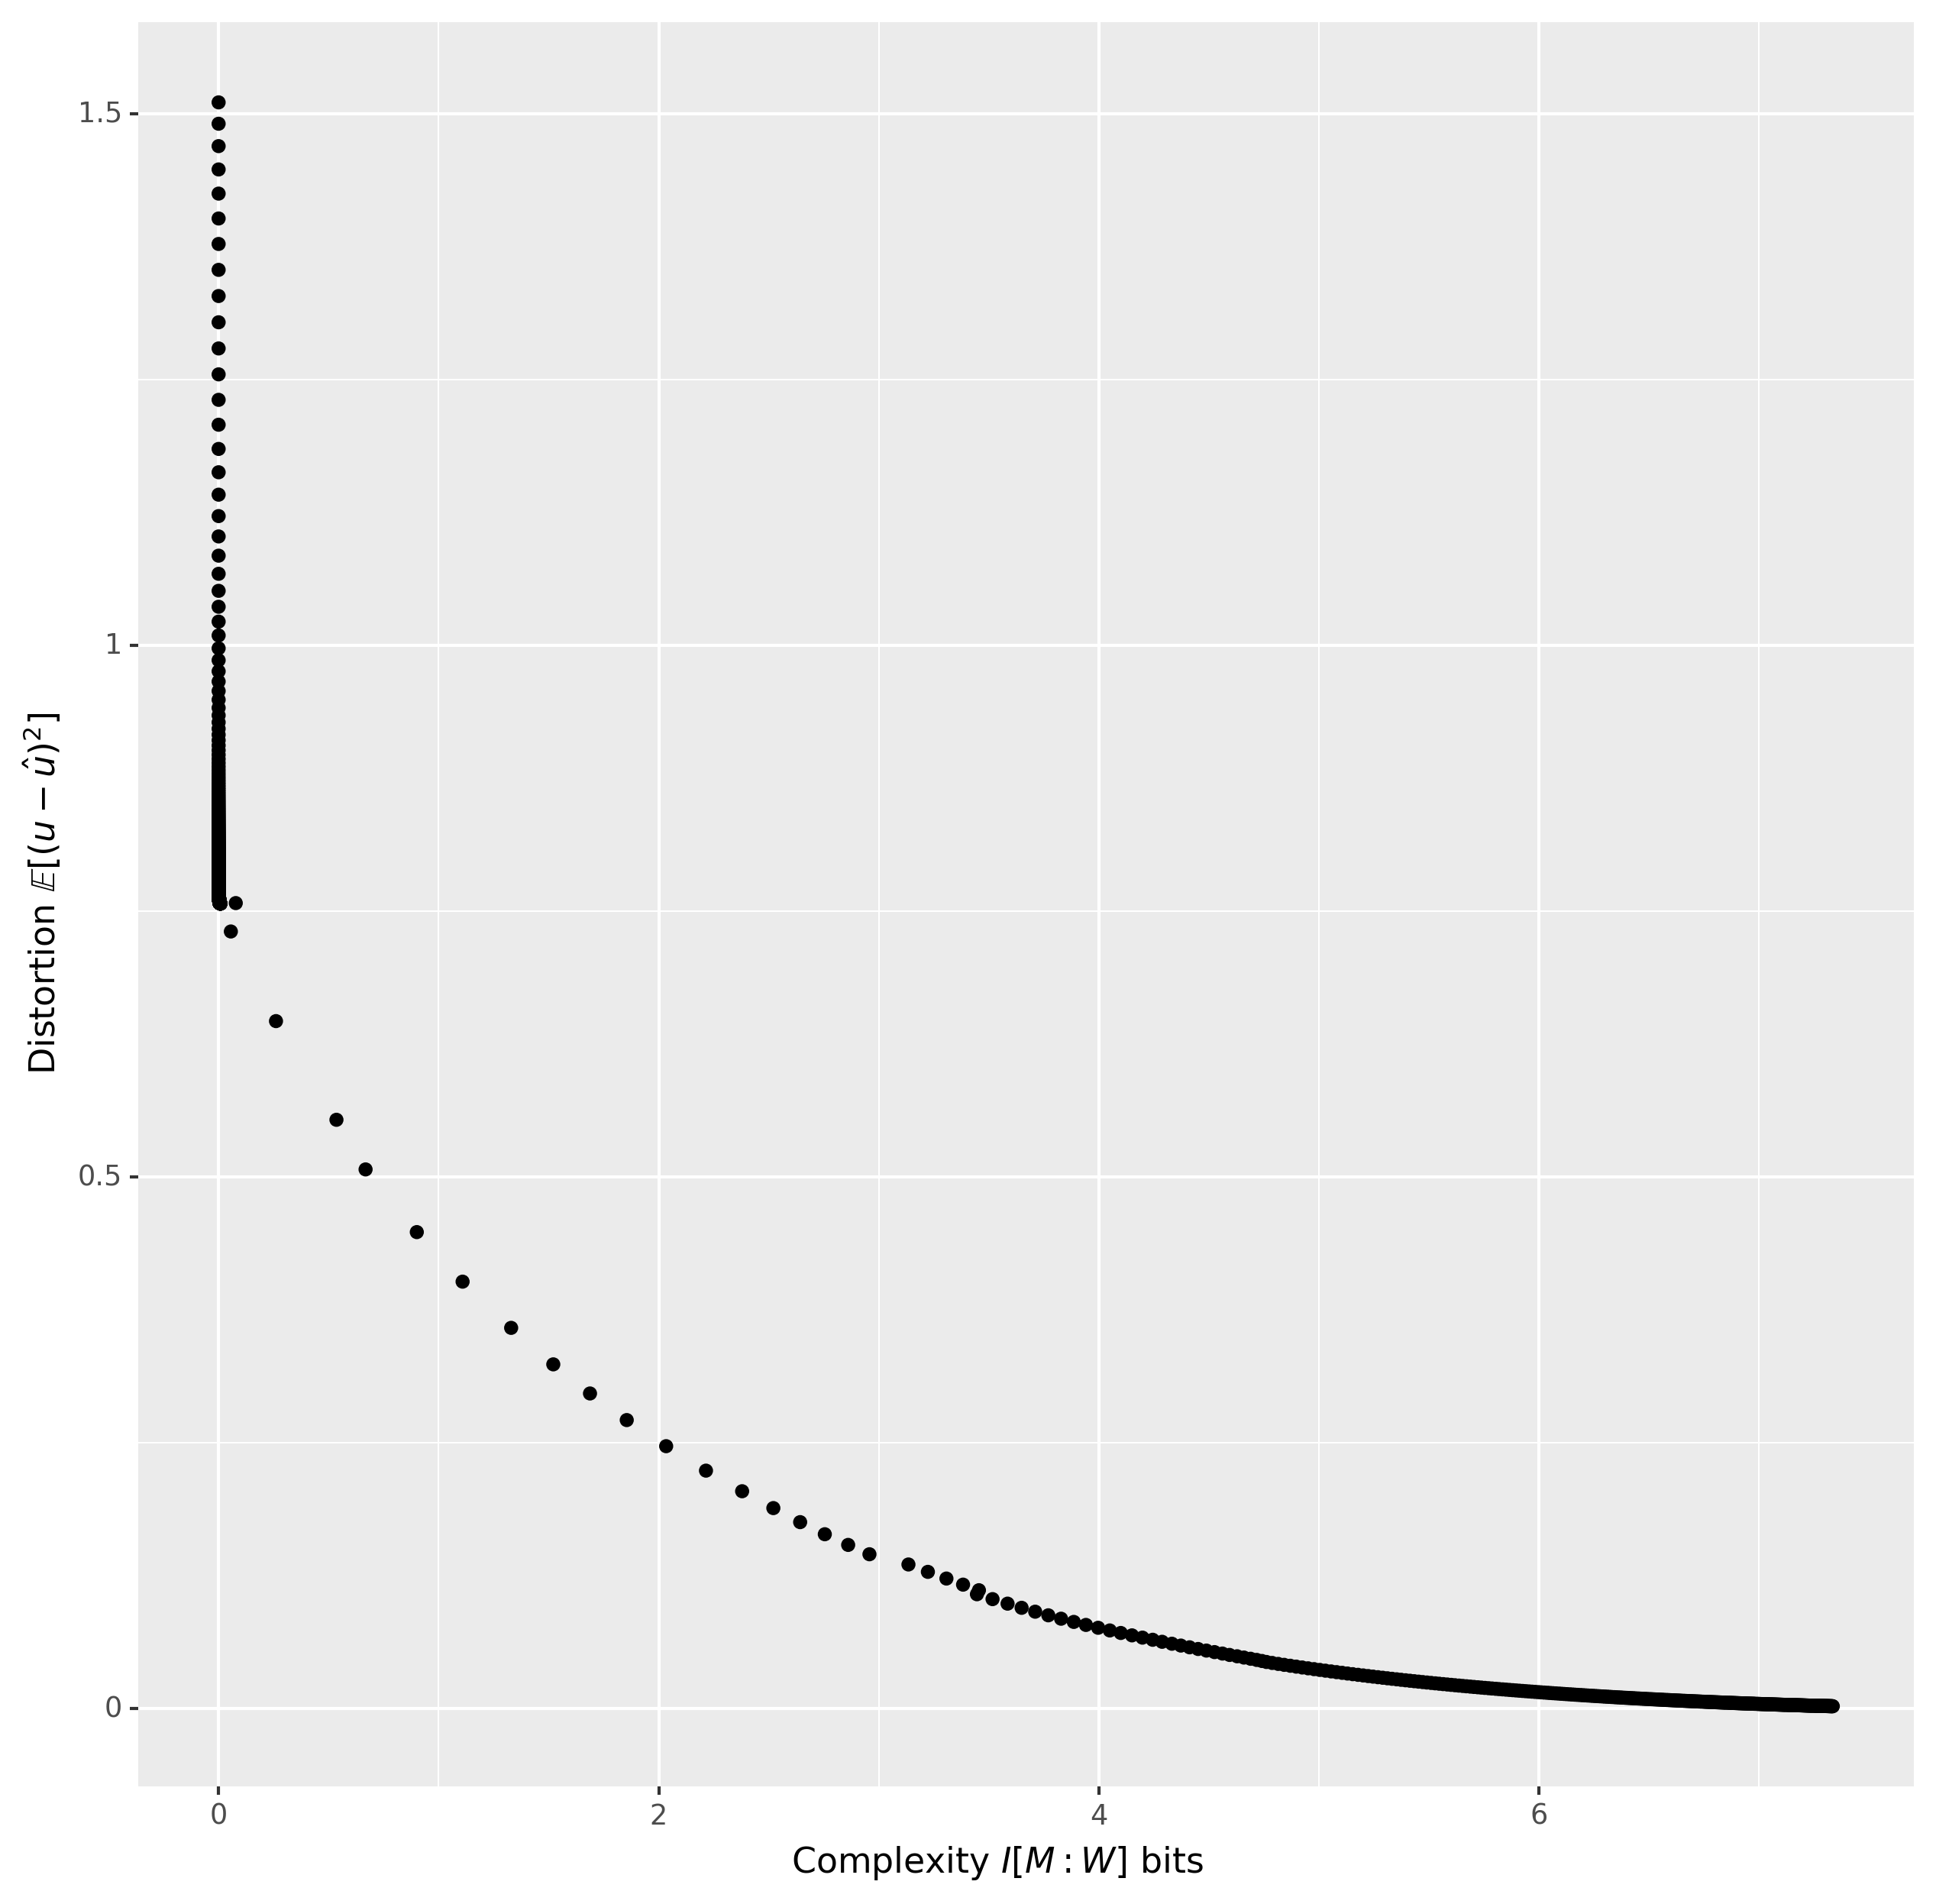 1.5
1
0.5
0
Distortion 𝔼[(u − û)²]
0 2 4 6
Complexity I[M : W] bits